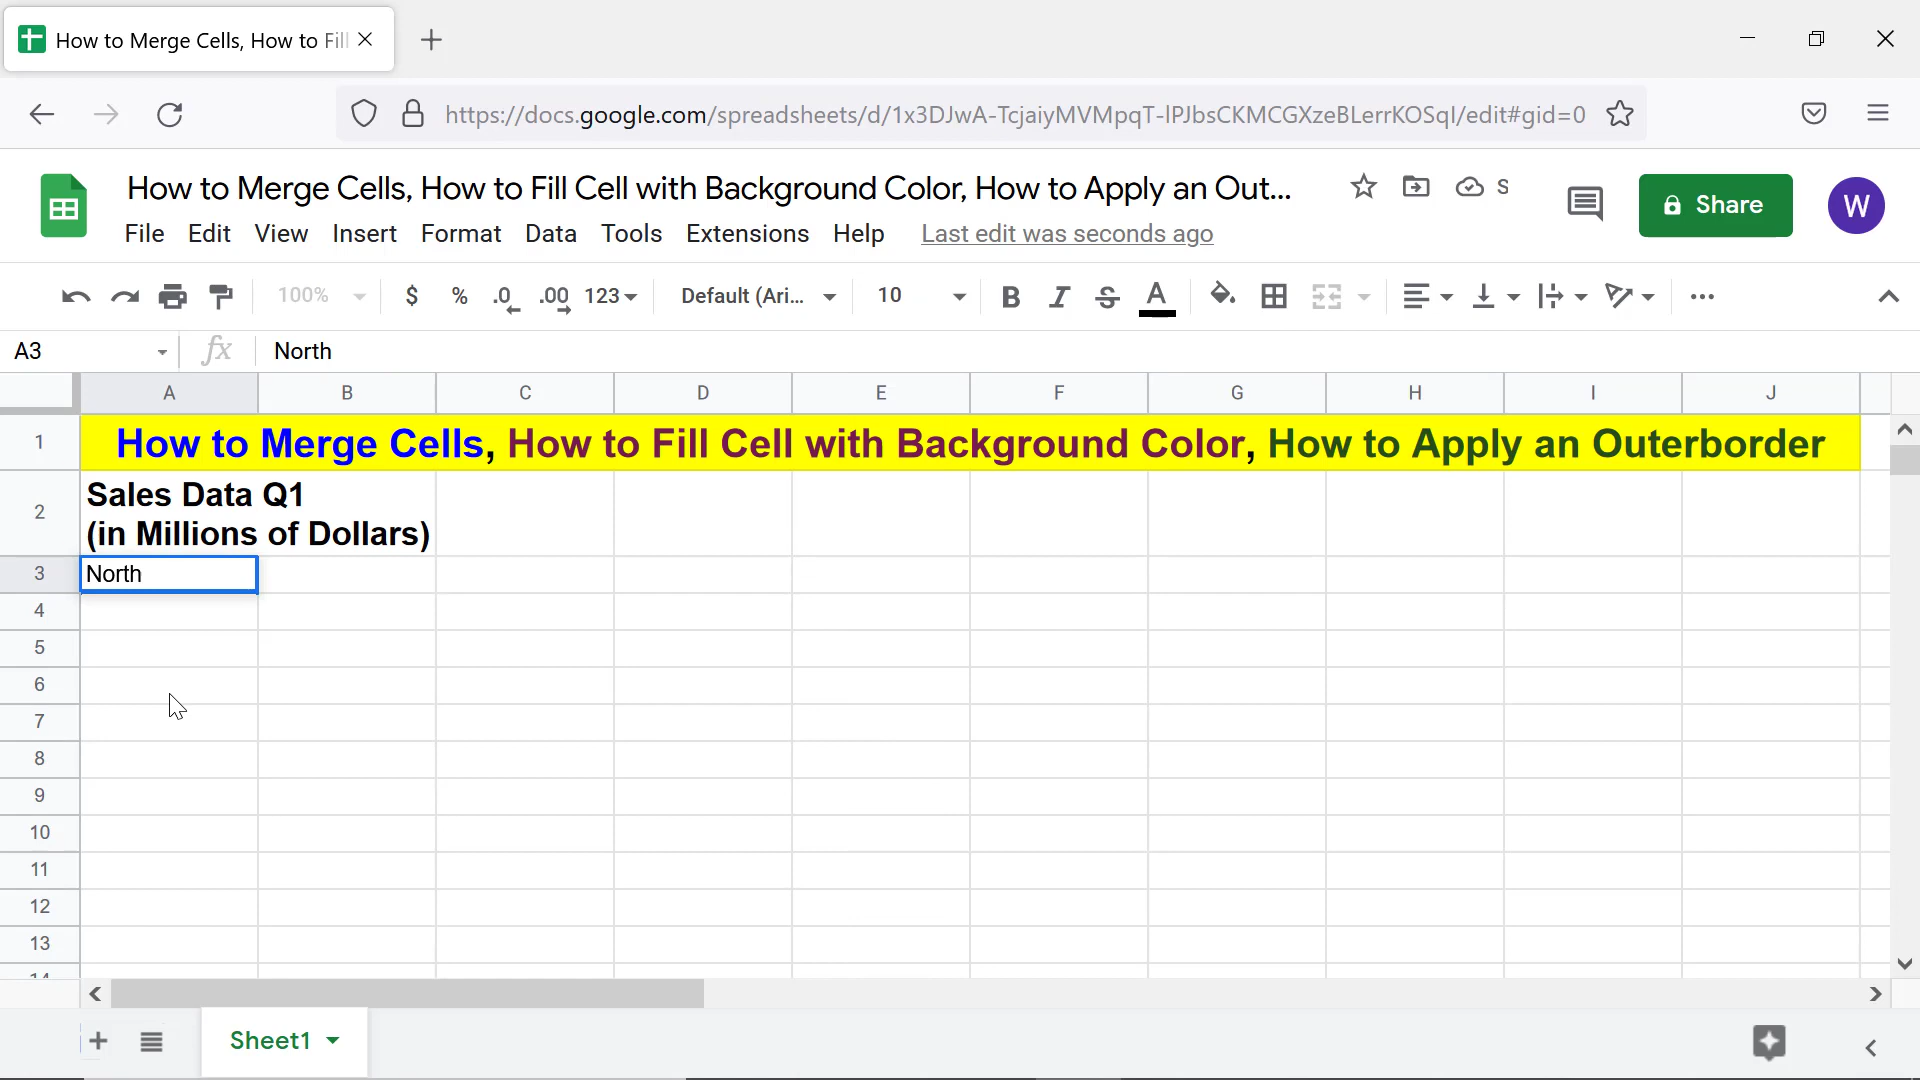 How to Merge Cells, How to Fill
https://docs.google.com/spreadsheets/d/1x3DJwA-TcjaiyMVMpqT-lPJbsCKMCGXzeBLerrKOSqI/edit#gid=0
How to Merge Cells, How to Fill Cell with Background Color, How to Apply an Out... S
Share
W
File Edit View Insert Format Data Tools Extensions Help Last edit was seconds ago
100% $ % .0 .00 123 Default (Ari... 10 B I S A
A3 fx North
A B C D E F G H I J
1 How to Merge Cells, How to Fill Cell with Background Color, How to Apply an Outerborder
2 Sales Data Q1
(in Millions of Dollars)
3 North
4
5
6
7
8
9
10
11
12
13
14
Sheet1